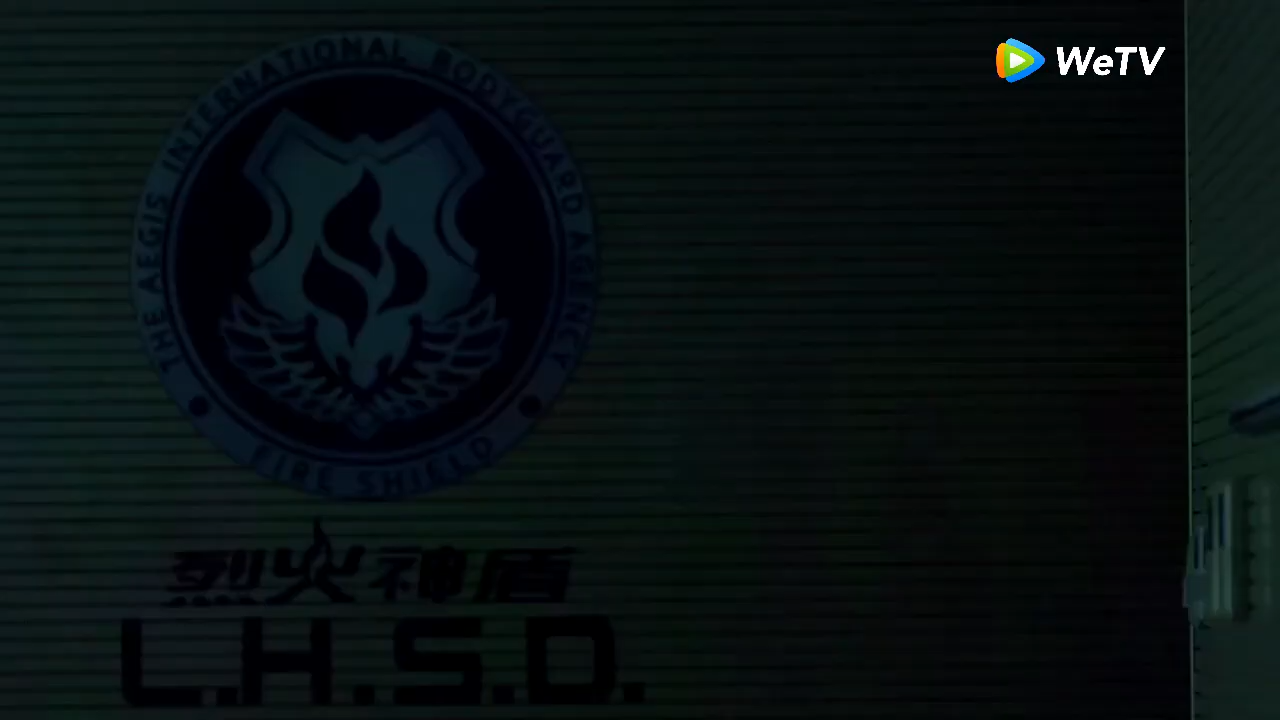 WeTV
THE AEGIS INTERNATIONAL BODYGUARD AGENCY
FIRE SHIELD
烈火神盾
L.H.S.D.